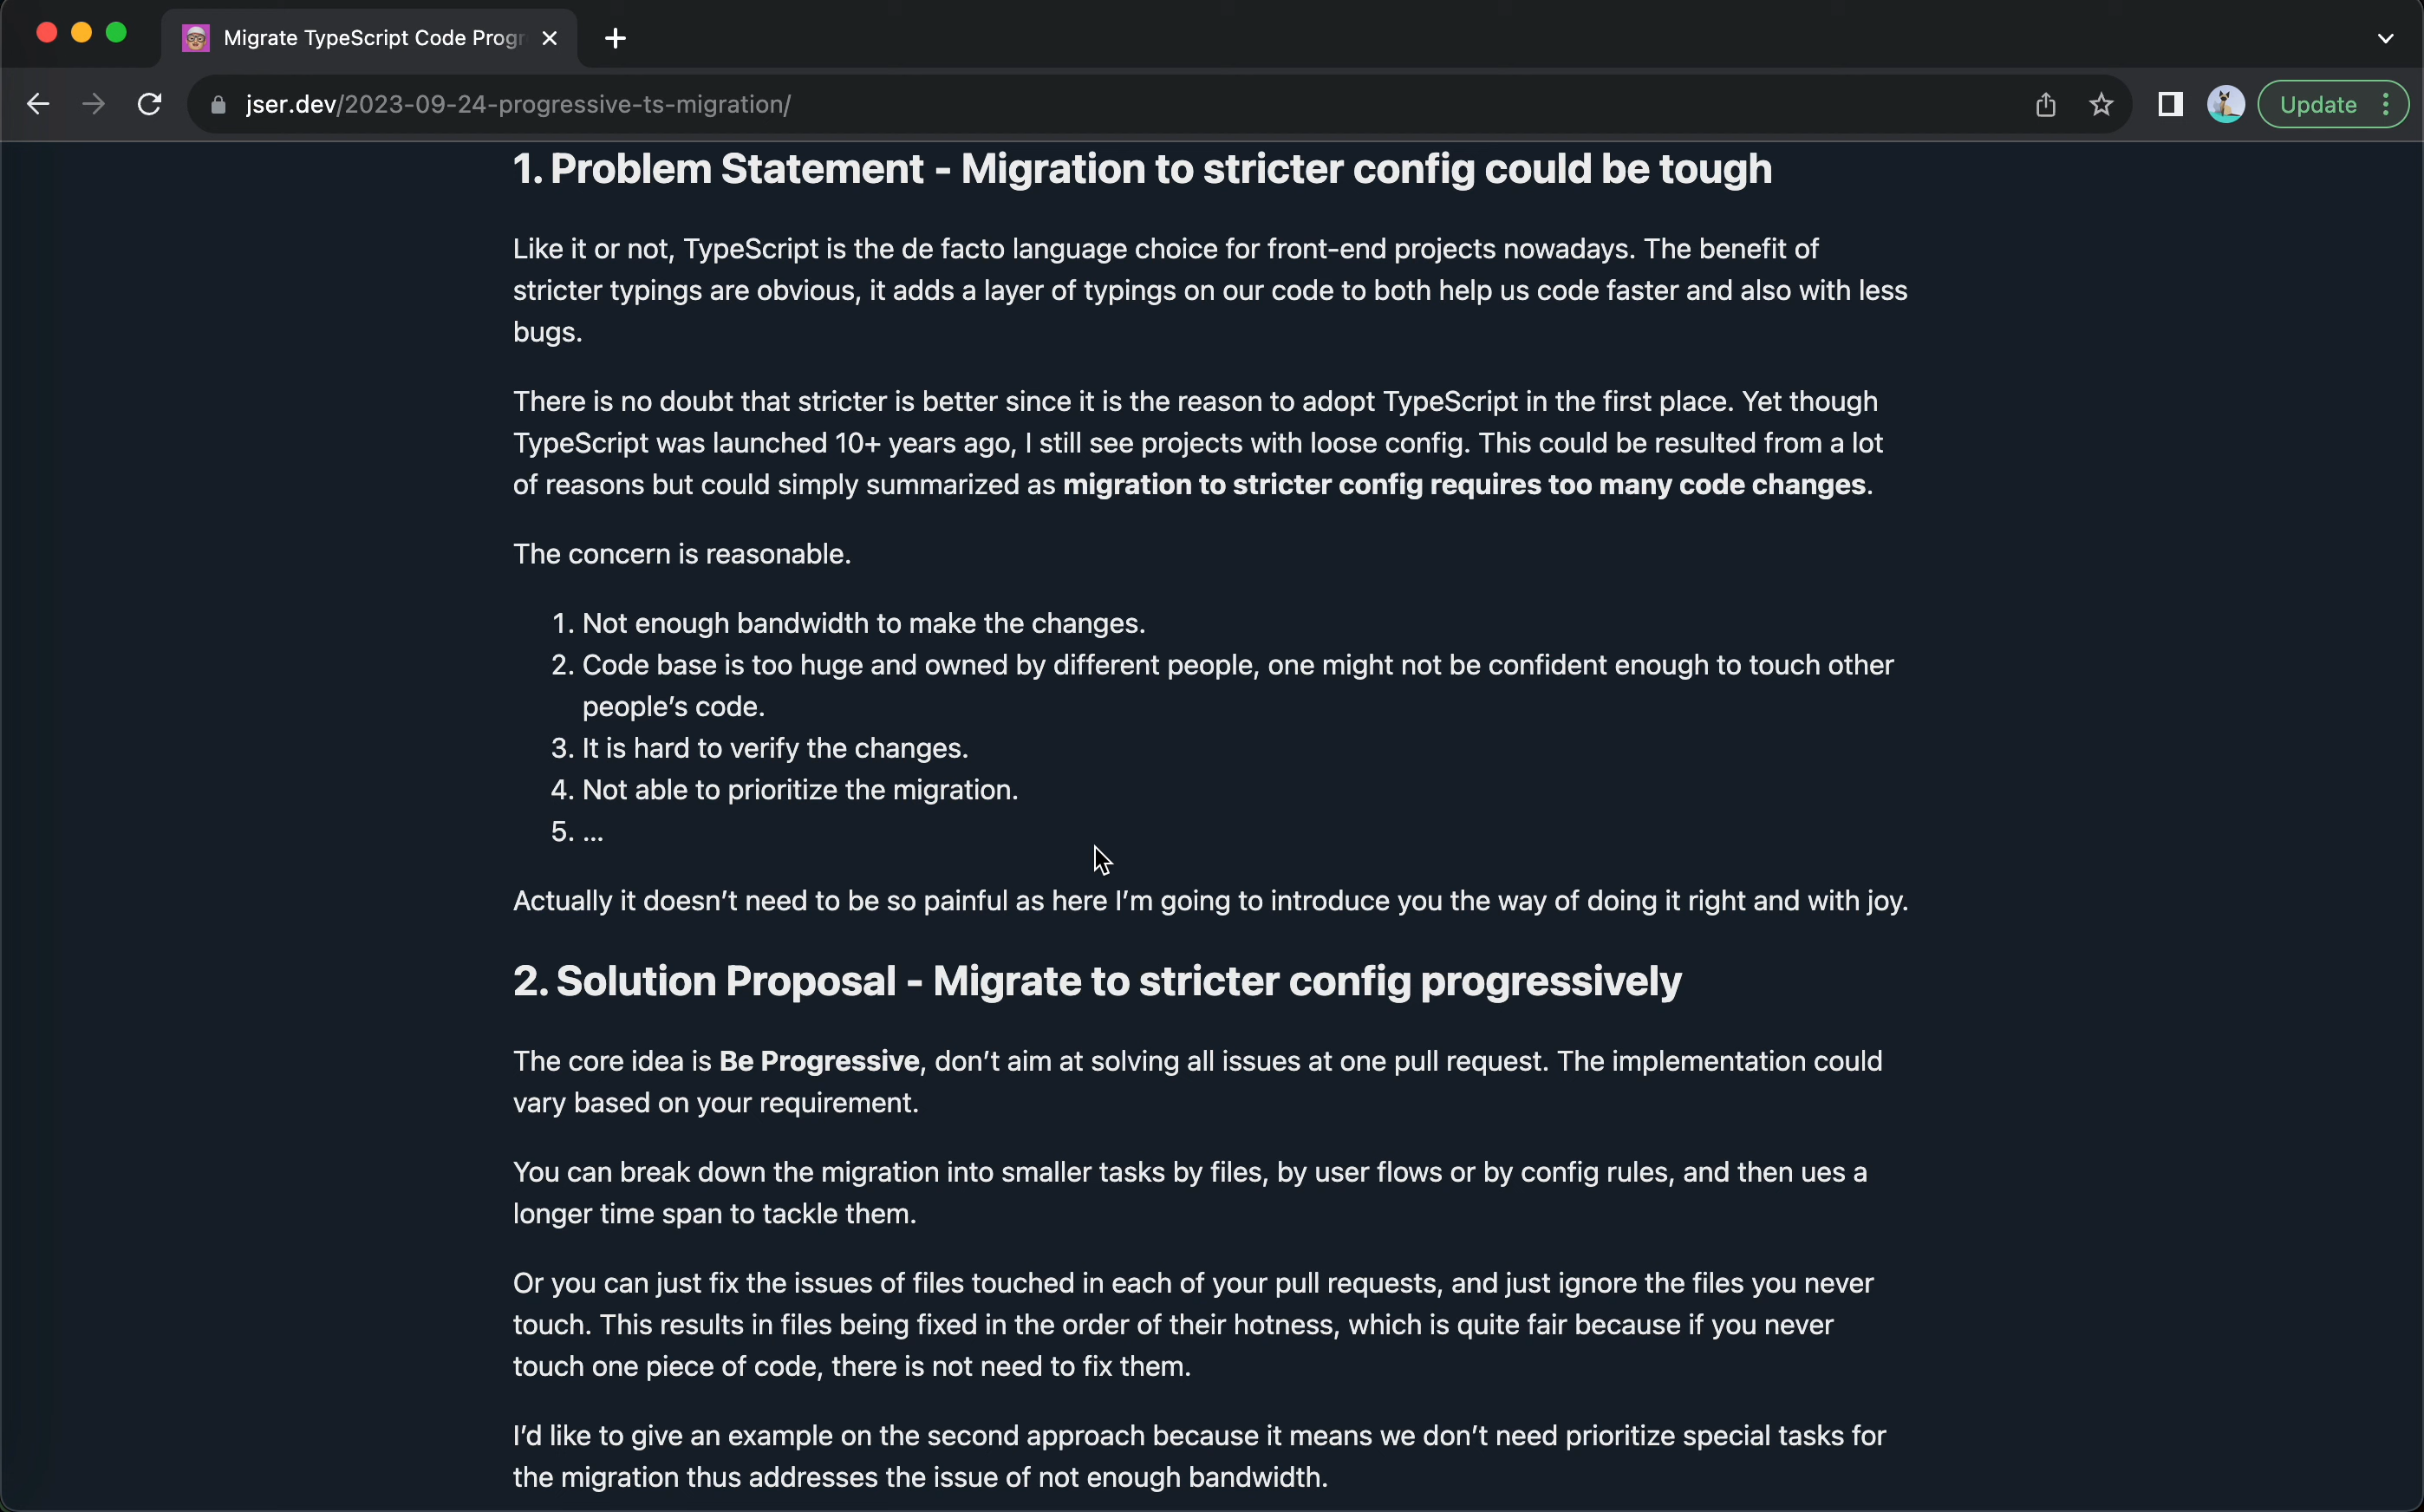 Migrate TypeScript Code Progr
jser.dev/2023-09-24-progressive-ts-migration/
Update
1. Problem Statement - Migration to stricter config could be tough
Like it or not, TypeScript is the de facto language choice for front-end projects nowadays. The benefit of
stricter typings are obvious, it adds a layer of typings on our code to both help us code faster and also with less
bugs.
There is no doubt that stricter is better since it is the reason to adopt TypeScript in the first place. Yet though
TypeScript was launched 10+ years ago, I still see projects with loose config. This could be resulted from a lot
of reasons but could simply summarized as migration to stricter config requires too many code changes.
The concern is reasonable.
1. Not enough bandwidth to make the changes.
2. Code base is too huge and owned by different people, one might not be confident enough to touch other
people’s code.
3. It is hard to verify the changes.
4. Not able to prioritize the migration.
5. …
Actually it doesn’t need to be so painful as here I’m going to introduce you the way of doing it right and with joy.
2. Solution Proposal - Migrate to stricter config progressively
The core idea is Be Progressive, don’t aim at solving all issues at one pull request. The implementation could
vary based on your requirement.
You can break down the migration into smaller tasks by files, by user flows or by config rules, and then ues a
longer time span to tackle them.
Or you can just fix the issues of files touched in each of your pull requests, and just ignore the files you never
touch. This results in files being fixed in the order of their hotness, which is quite fair because if you never
touch one piece of code, there is not need to fix them.
I’d like to give an example on the second approach because it means we don’t need prioritize special tasks for
the migration thus addresses the issue of not enough bandwidth.